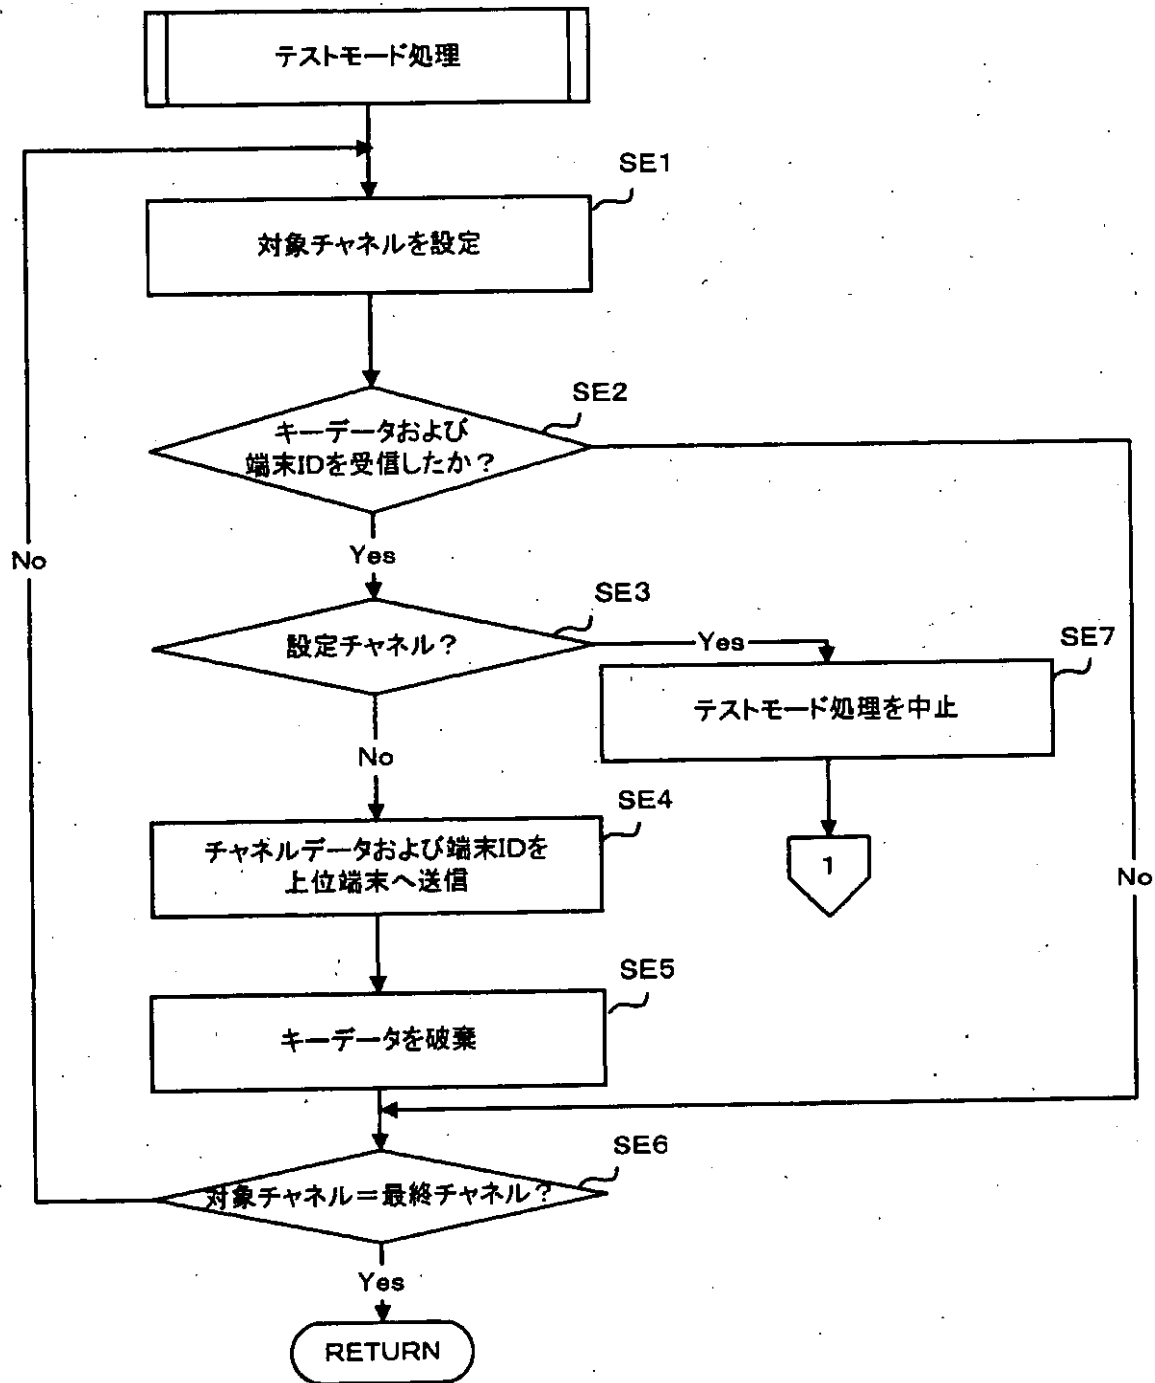 テストモード処理
SE1
対象チャネルを設定
SE2
キーデータおよび
端末IDを受信したか？
No
Yes
SE3
設定チャネル？
Yes
SE7
テストモード処理を中止
No
SE4
チャネルデータおよび端末IDを
上位端末へ送信
1
No
SE5
キーデータを破棄
SE6
対象チャネル＝最終チャネル？
Yes
RETURN